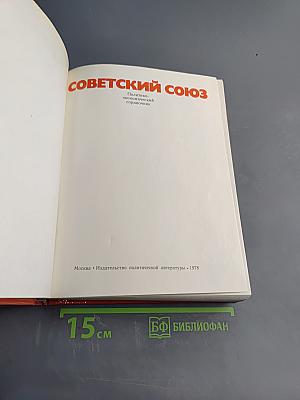 СОВЕТСКИЙ СОЮЗ
Политико-
экономический
справочник
Москва • Издательство политической литературы • 1978
15 см
БФ БИБЛИОФАН